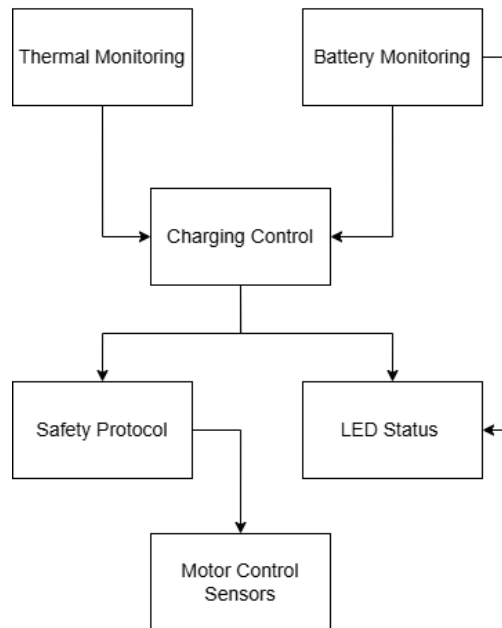 Thermal Monitoring
Battery Monitoring
Charging Control
Safety Protocol
LED Status
Motor Control
Sensors